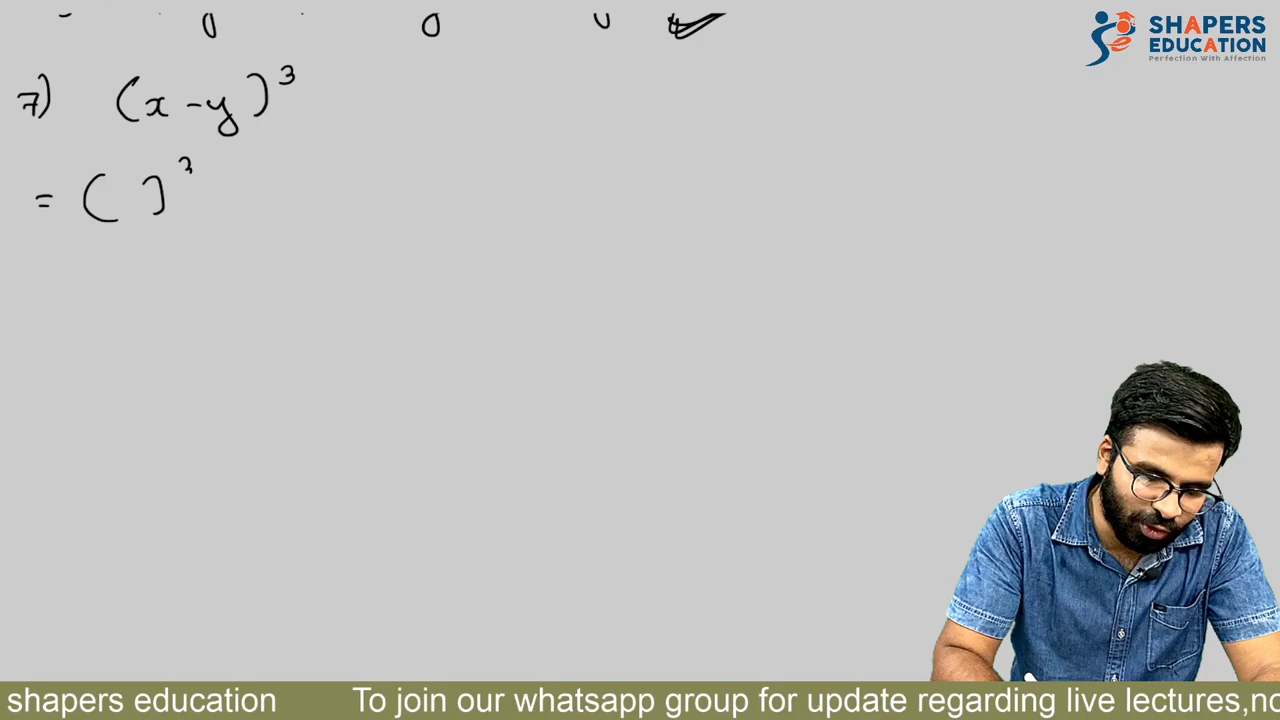 SHAPERS
EDUCATION
Perfection With Affection
7) (x - y)³
= ( )³
shapers education To join our whatsapp group for update regarding live lectures,no